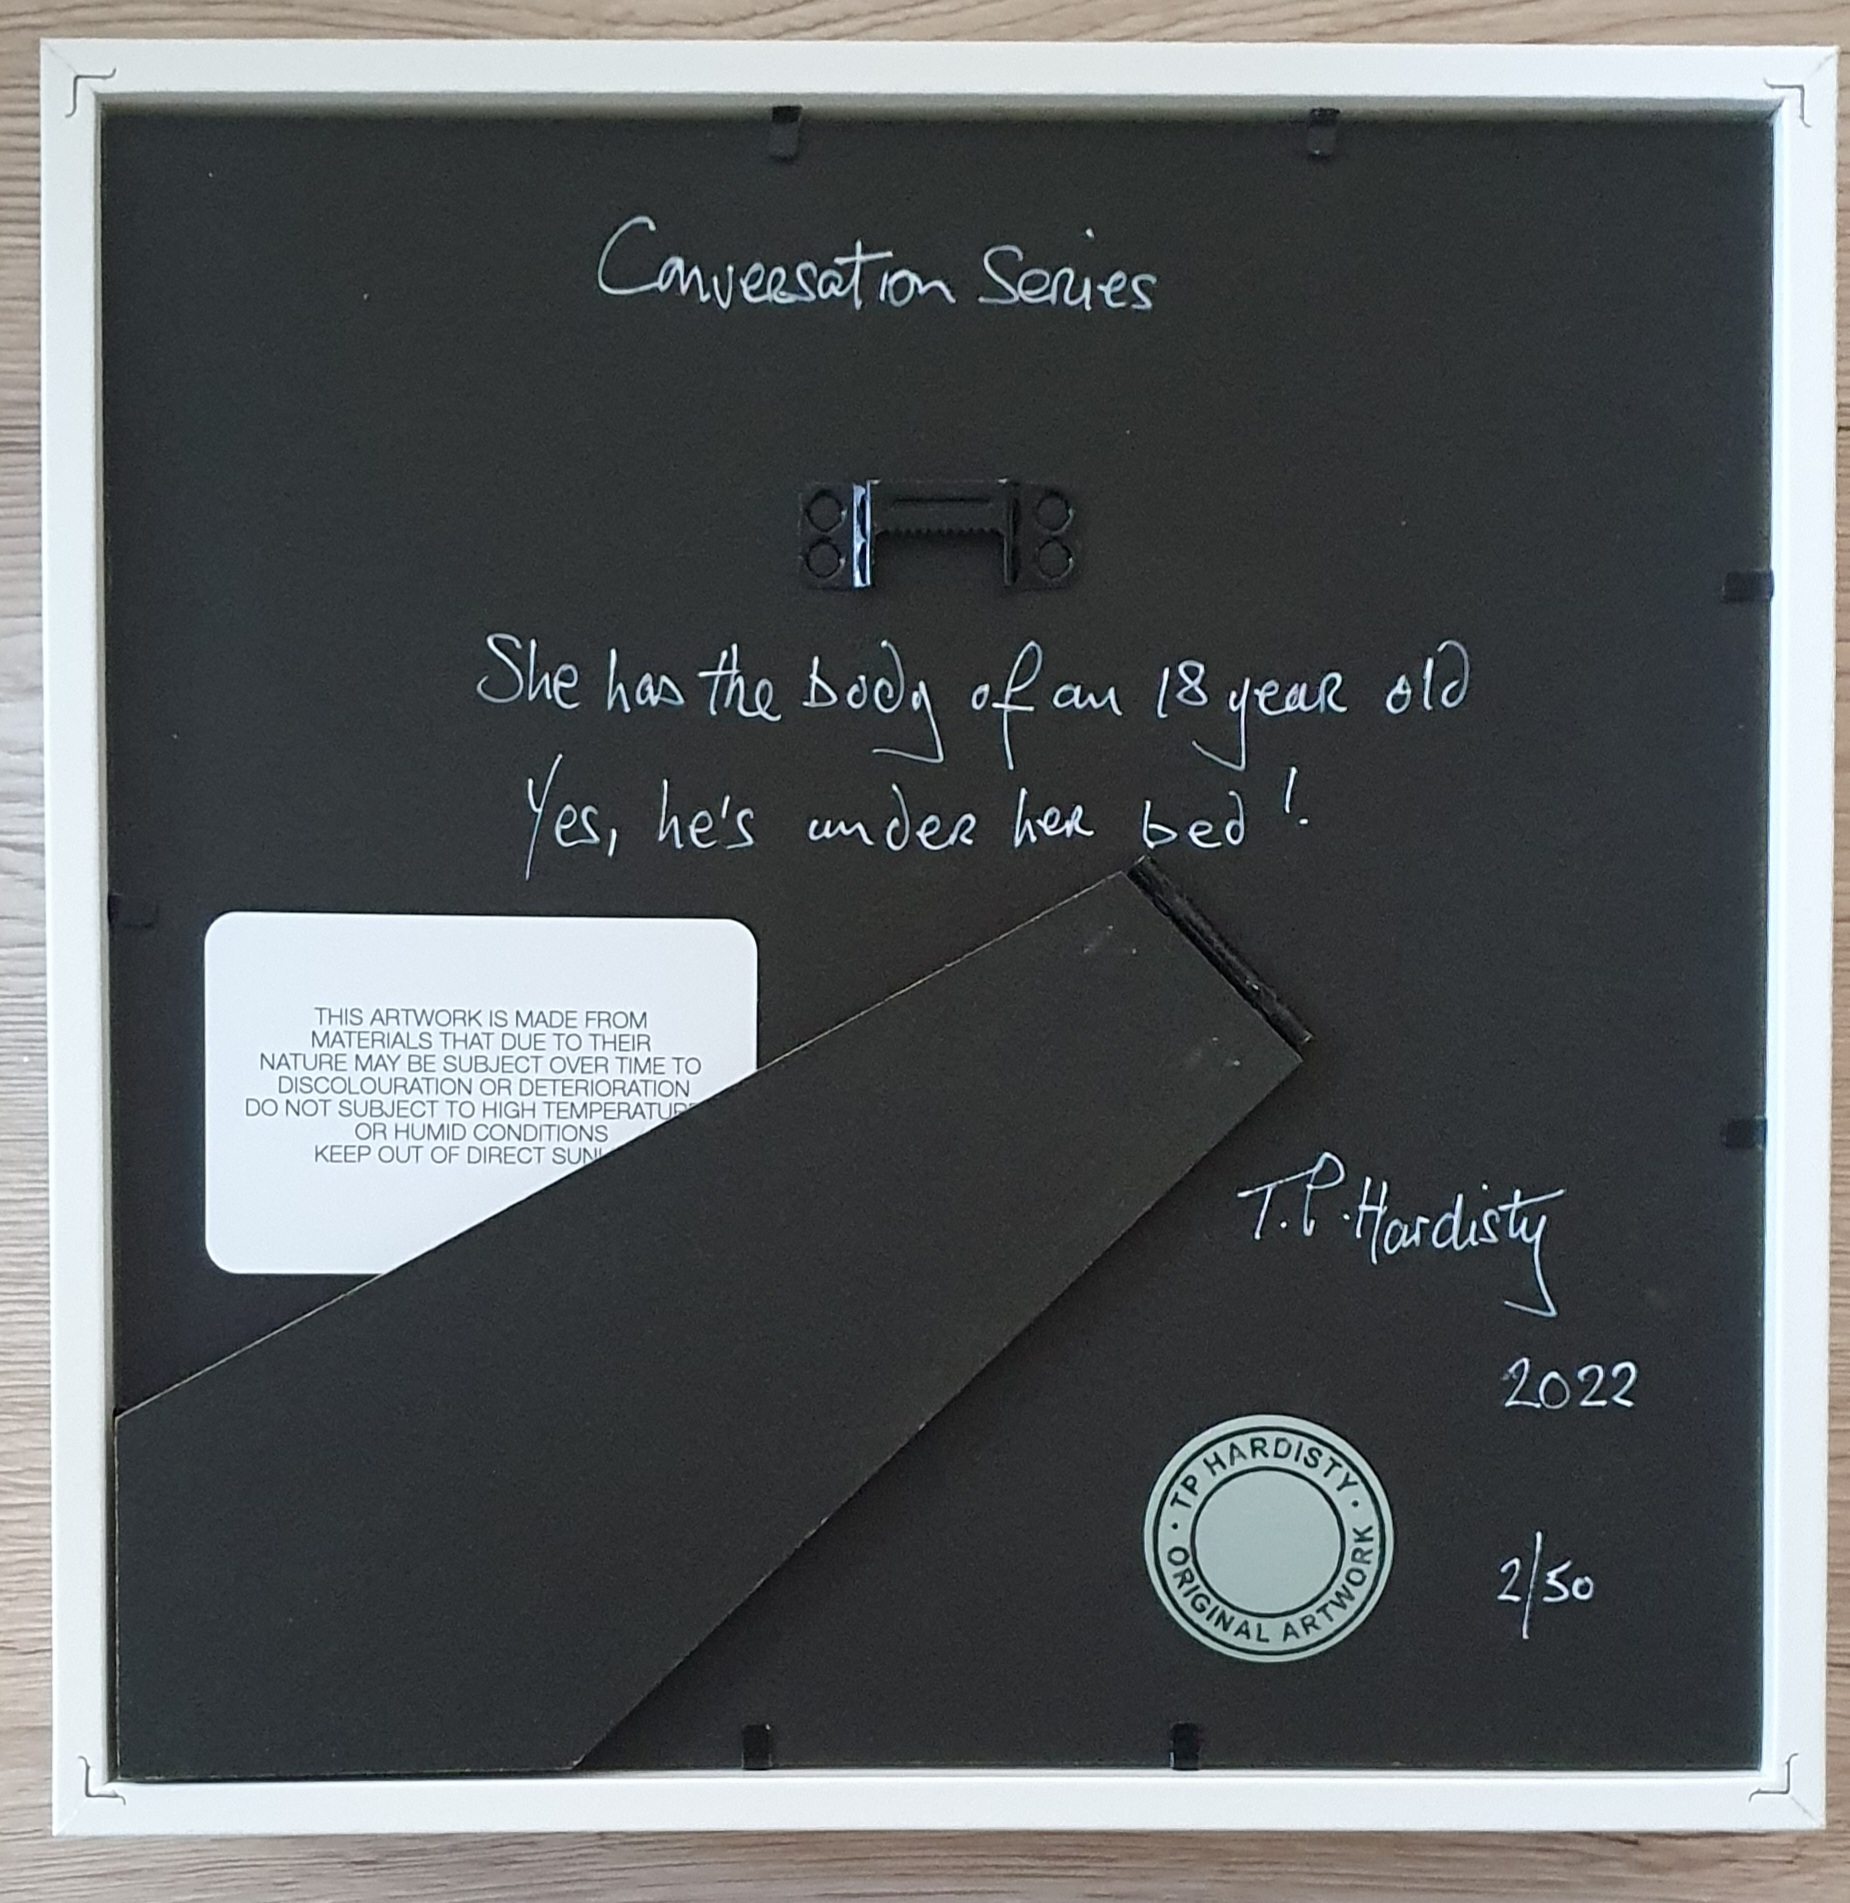 Conversation Series
She has the body of an 18 year old
Yes, he's under her bed!
THIS ARTWORK IS MADE FROM
MATERIALS THAT DUE TO THEIR
NATURE MAY BE SUBJECT OVER TIME TO
DISCOLOURATION OR DETERIORATION
DO NOT SUBJECT TO HIGH TEMPERATURE
OR HUMID CONDITIONS
KEEP OUT OF DIRECT
T.P. Hardisty
2022
· TP HARDISTY ·
ORIGINAL ARTWORK
2/50